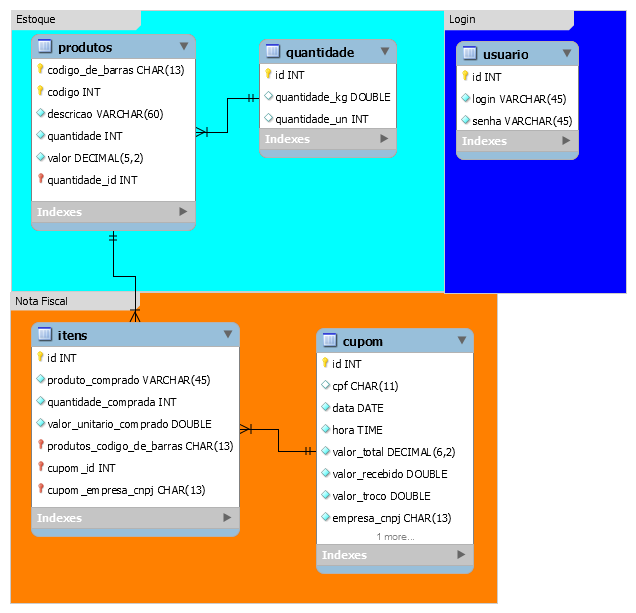 Estoque
produtos
codigo_de_barras CHAR(13)
codigo INT
descricao VARCHAR(60)
quantidade INT
valor DECIMAL(5,2)
quantidade_id INT
Indexes
quantidade
id INT
quantidade_kg DOUBLE
quantidade_un INT
Indexes
Login
usuario
id INT
login VARCHAR(45)
senha VARCHAR(45)
Indexes
Nota Fiscal
itens
id INT
produto_comprado VARCHAR(45)
quantidade_comprada INT
valor_unitario_comprado DOUBLE
produtos_codigo_de_barras CHAR(13)
cupom_id INT
cupom_empresa_cnpj CHAR(13)
Indexes
cupom
id INT
cpf CHAR(11)
data DATE
hora TIME
valor_total DECIMAL(6,2)
valor_recebido DOUBLE
valor_troco DOUBLE
empresa_cnpj CHAR(13)
1 more...
Indexes